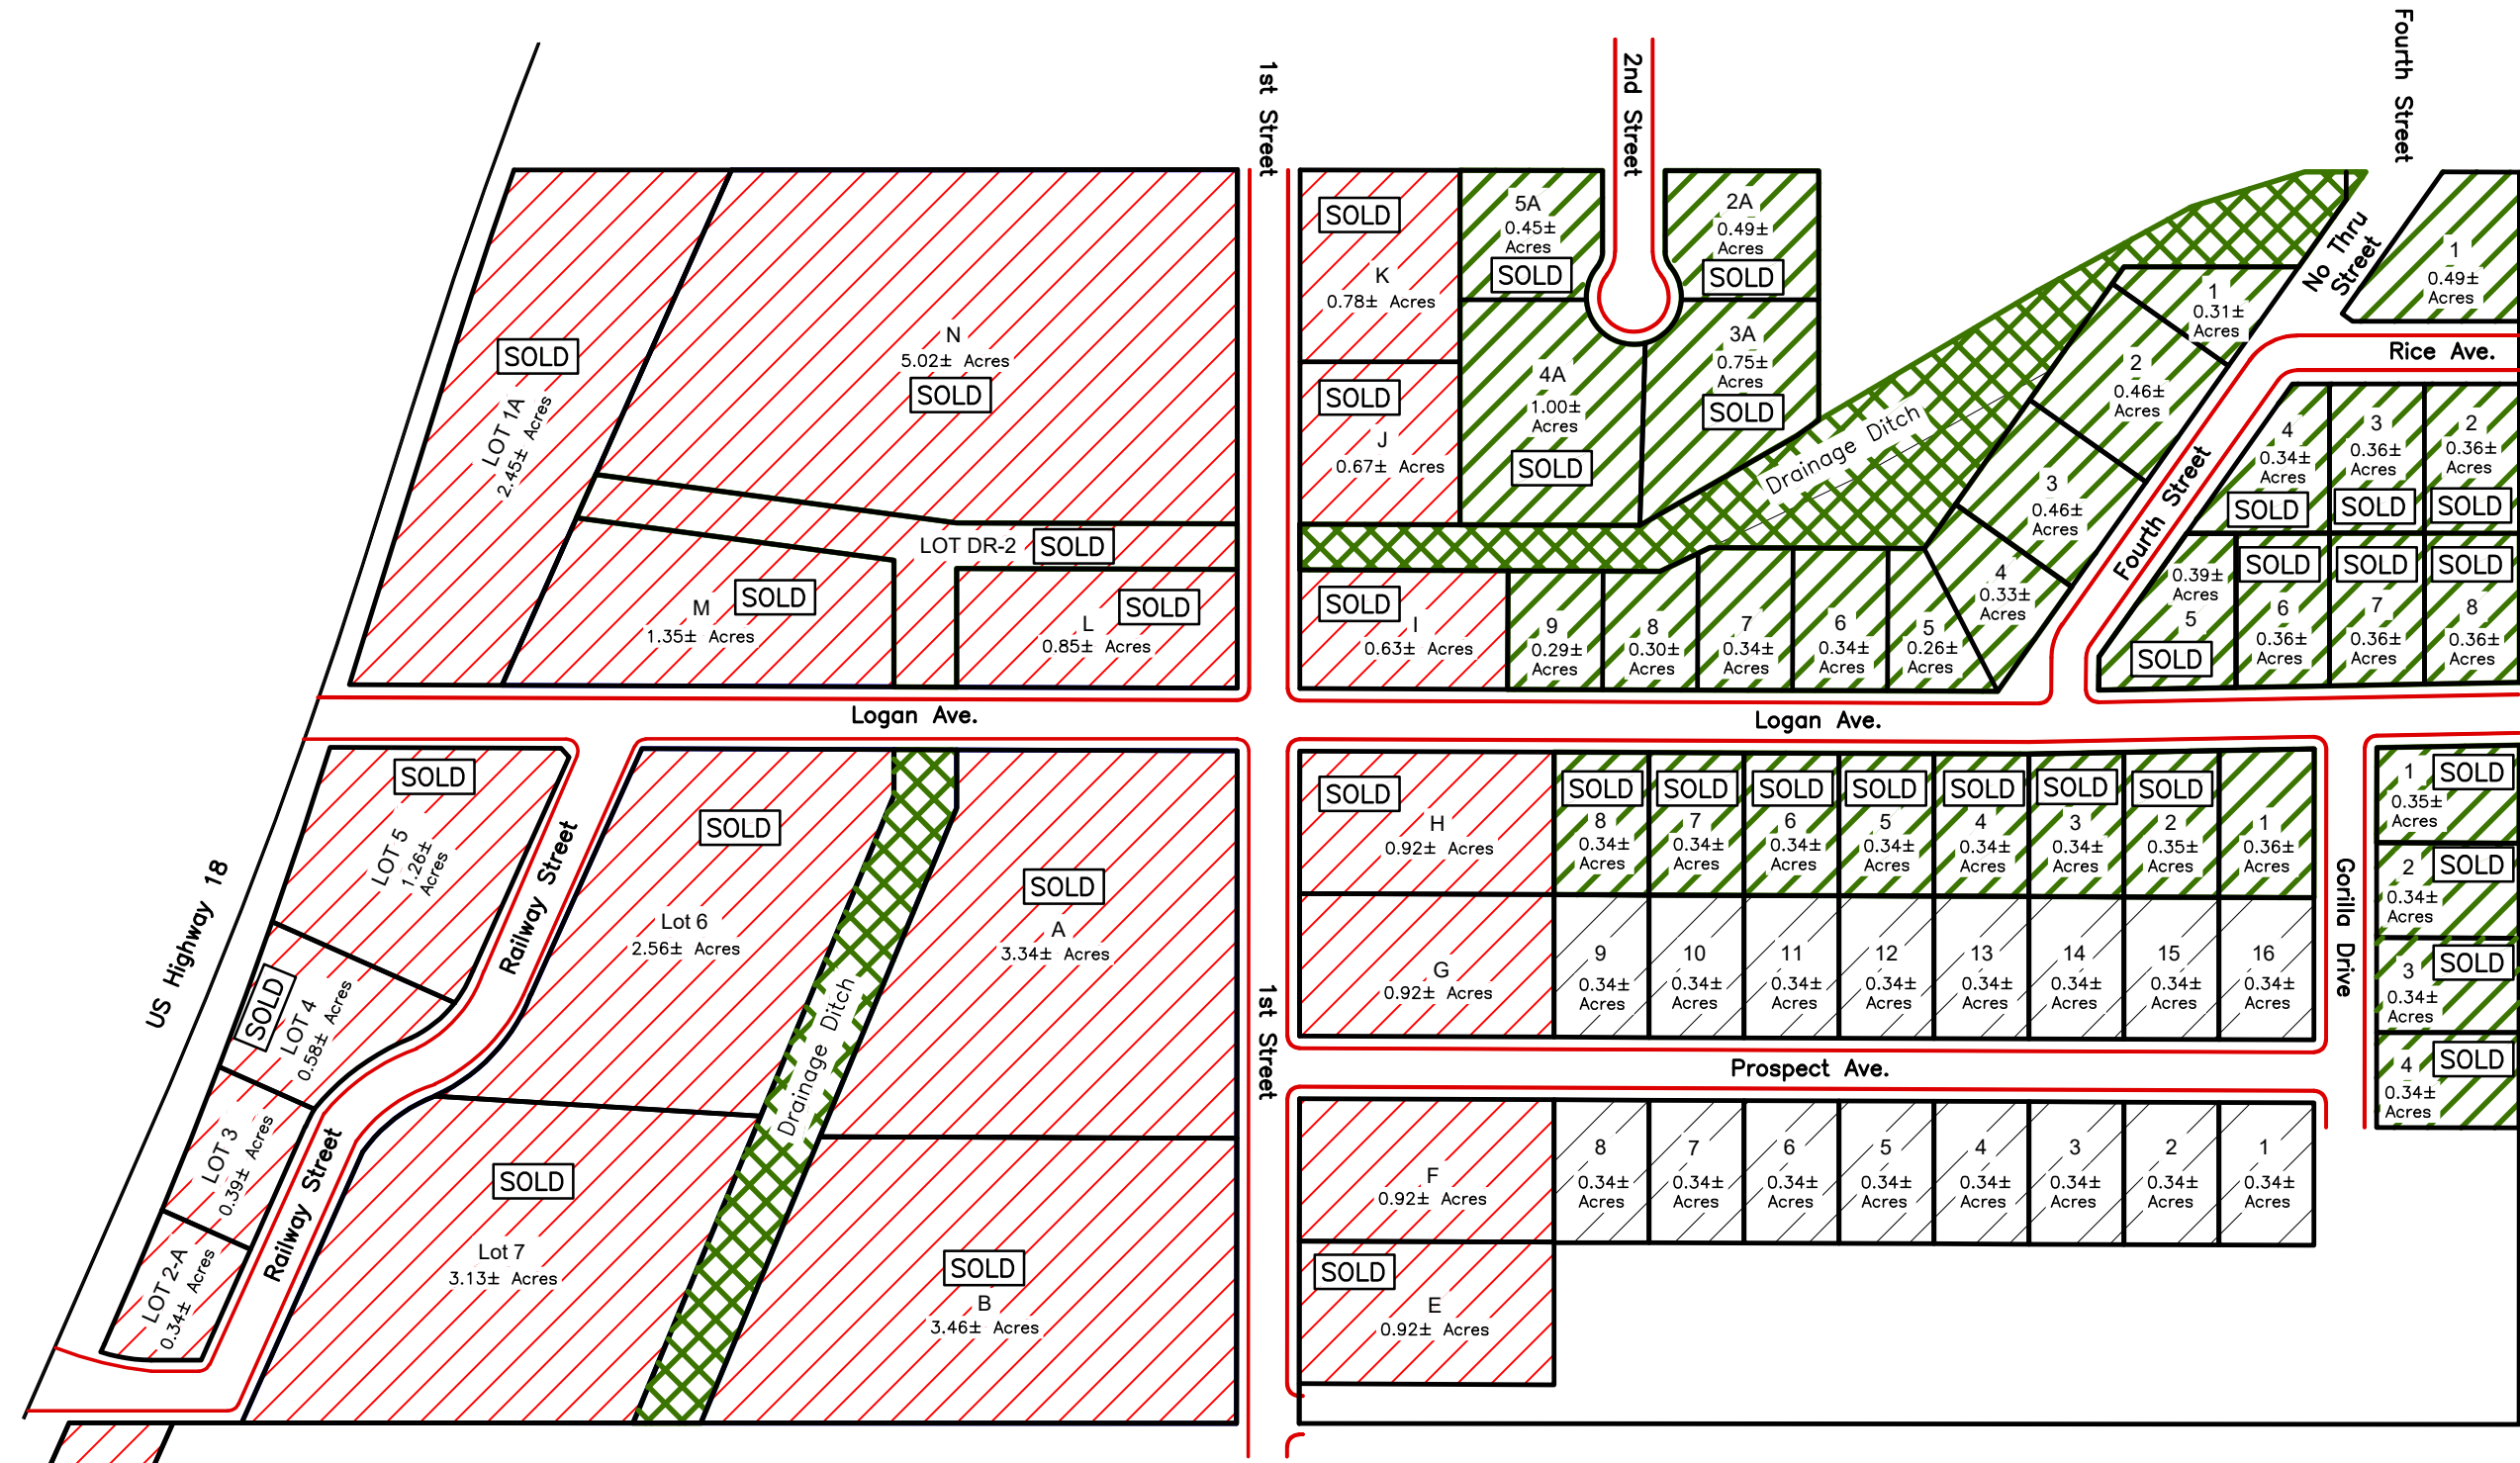 Fourth Street
1st Street
2nd Street
SOLD
LOT 1A
2.45± Acres
N
5.02± Acres
SOLD
LOT DR-2
SOLD
M
SOLD
1.35± Acres
SOLD
L
0.85± Acres
SOLD
K
0.78± Acres
SOLD
J
0.67± Acres
5A
0.45±
Acres
SOLD
2A
0.49±
Acres
SOLD
4A
1.00±
Acres
SOLD
3A
0.75±
Acres
SOLD
Drainage Ditch
SOLD
I
0.63± Acres
9
0.29±
Acres
8
0.30±
Acres
7
0.34±
Acres
6
0.34±
Acres
5
0.26±
Acres
4
0.33±
Acres
3
0.46±
Acres
2
0.46±
Acres
1
0.31±
Acres
No Thru
Street
1
0.49±
Acres
Rice Ave.
Fourth Street
4
0.34±
Acres
SOLD
3
0.36±
Acres
SOLD
2
0.36±
Acres
SOLD
0.39±
Acres
5
SOLD
SOLD
6
0.36±
Acres
SOLD
7
0.36±
Acres
SOLD
8
0.36±
Acres
Logan Ave.
Logan Ave.
US Highway 18
SOLD
LOT 5
1.26±
Acres
SOLD
LOT 4
0.58± Acres
LOT 3
0.39± Acres
LOT 2-A
0.34± Acres
Railway Street
Railway Street
SOLD
Lot 6
2.56± Acres
SOLD
Lot 7
3.13± Acres
Drainage Ditch
SOLD
A
3.34± Acres
SOLD
B
3.46± Acres
1st Street
SOLD
H
0.92± Acres
G
0.92± Acres
SOLD
8
0.34±
Acres
SOLD
7
0.34±
Acres
SOLD
6
0.34±
Acres
SOLD
5
0.34±
Acres
SOLD
4
0.34±
Acres
SOLD
3
0.34±
Acres
SOLD
2
0.35±
Acres
1
0.36±
Acres
9
0.34±
Acres
10
0.34±
Acres
11
0.34±
Acres
12
0.34±
Acres
13
0.34±
Acres
14
0.34±
Acres
15
0.34±
Acres
16
0.34±
Acres
Gorilla Drive
1
SOLD
0.35±
Acres
2
SOLD
0.34±
Acres
3
SOLD
0.34±
Acres
4
SOLD
0.34±
Acres
Prospect Ave.
F
0.92± Acres
SOLD
E
0.92± Acres
8
0.34±
Acres
7
0.34±
Acres
6
0.34±
Acres
5
0.34±
Acres
4
0.34±
Acres
3
0.34±
Acres
2
0.34±
Acres
1
0.34±
Acres